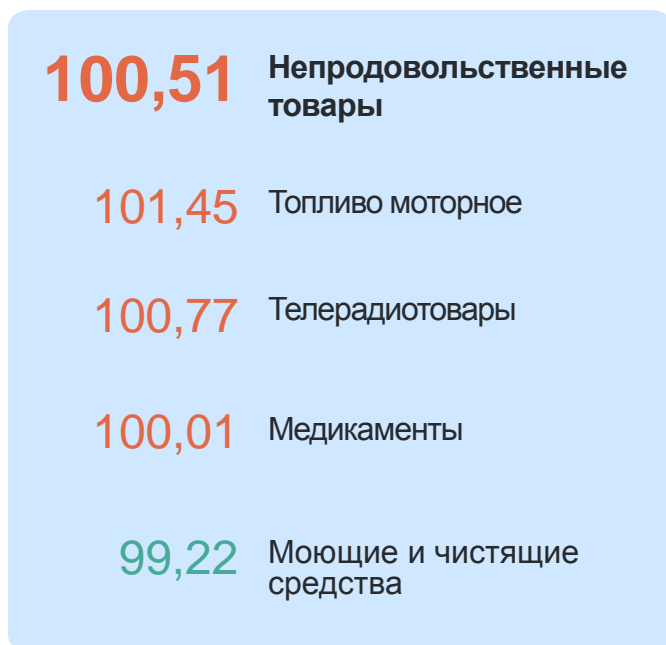 100,51 Непродовольственные
товары
101,45 Топливо моторное
100,77 Телерадиотовары
100,01 Медикаменты
99,22 Моющие и чистящие
средства